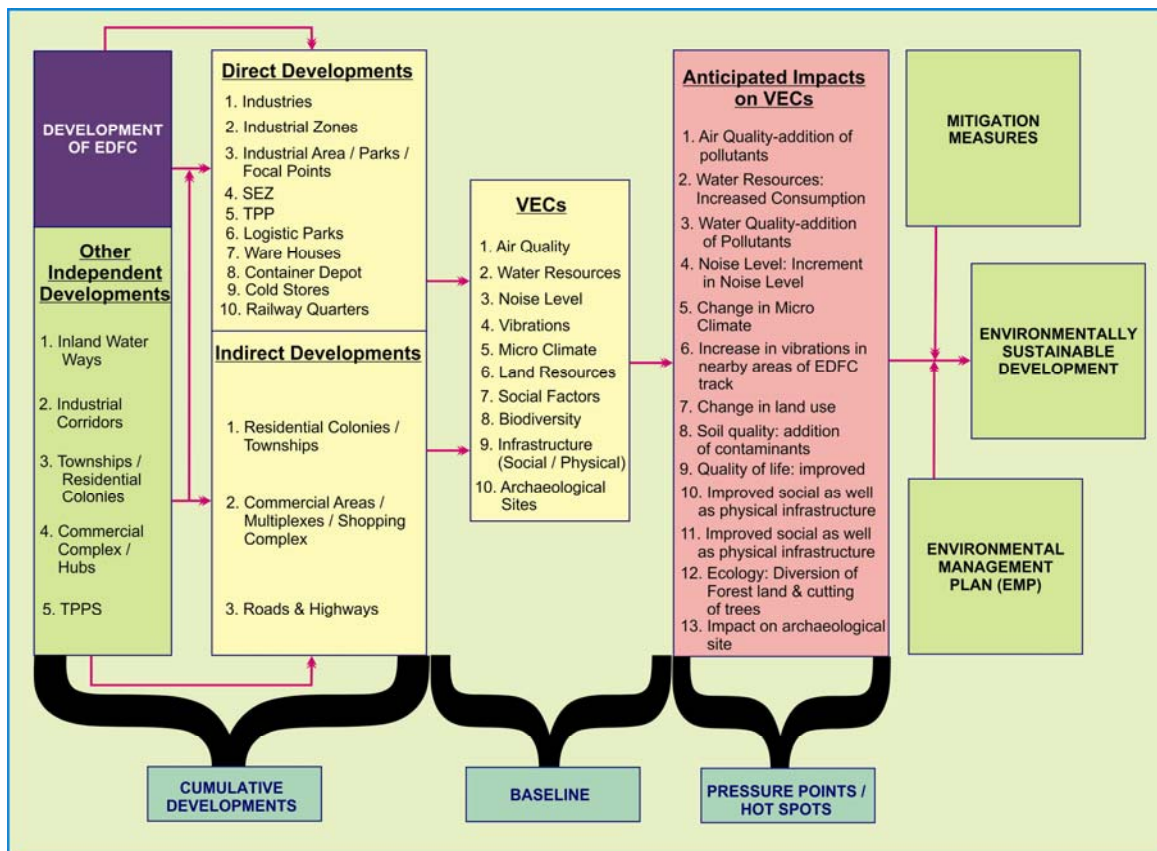 DEVELOPMENT
OF EDFC
Other
Independent
Developments
1. Inland Water
Ways
2. Industrial
Corridors
3. Townships /
Residential
Colonies
4. Commercial
Complex /
Hubs
5. TPPS
Direct Developments
1. Industries
2. Industrial Zones
3. Industrial Area / Parks /
Focal Points
4. SEZ
5. TPP
6. Logistic Parks
7. Ware Houses
8. Container Depot
9. Cold Stores
10. Railway Quarters
Indirect Developments
1. Residential Colonies /
Townships
2. Commercial Areas /
Multiplexes / Shopping
Complex
3. Roads & Highways
VECs
1. Air Quality
2. Water Resources
3. Noise Level
4. Vibrations
5. Micro Climate
6. Land Resources
7. Social Factors
8. Biodiversity
9. Infrastructure
(Social / Physical)
10. Archaeological
Sites
Anticipated Impacts
on VECs
1. Air Quality-addition of
pollutants
2. Water Resources:
Increased Consumption
3. Water Quality-addition
of Pollutants
4. Noise Level: Increment
in Noise Level
5. Change in Micro
Climate
6. Increase in vibrations in
nearby areas of EDFC
track
7. Change in land use
8. Soil quality: addition
of contaminants
9. Quality of life: improved
10. Improved social as well
as physical infrastructure
11. Improved social as well
as physical infrastructure
12. Ecology: Diversion of
Forest land & cutting
of trees
13. Impact on archaeological
site
MITIGATION
MEASURES
ENVIRONMENTALLY
SUSTAINABLE
DEVELOPMENT
ENVIRONMENTAL
MANAGEMENT
PLAN (EMP)
CUMULATIVE
DEVELOPMENTS
BASELINE
PRESSURE POINTS /
HOT SPOTS